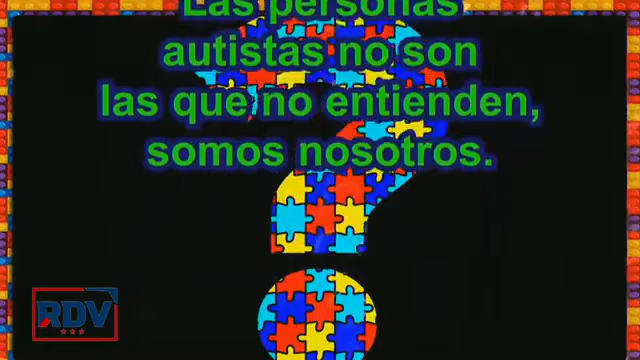 Las personas
autistas no son
las que no entienden,
somos nosotros.
RDV